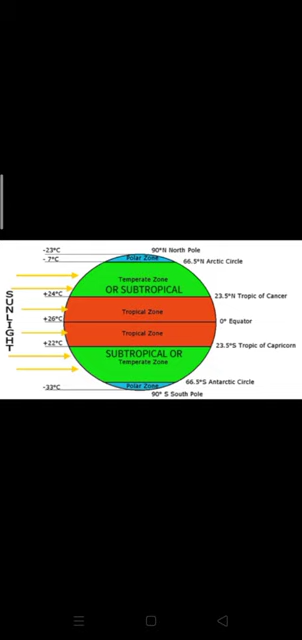 -23°C
90°N North Pole
- 7°C
Polar Zone
66.5°N Arctic Circle
Temperate Zone
OR SUBTROPICAL
+24°C
23.5°N Tropic of Cancer
Tropical Zone
SUNLIGHT
+26°C
0° Equator
Tropical Zone
+22°C
23.5°S Tropic of Capricorn
SUBTROPICAL OR
Temperate Zone
66.5°S Antarctic Circle
Polar Zone
-33°C
90° S South Pole